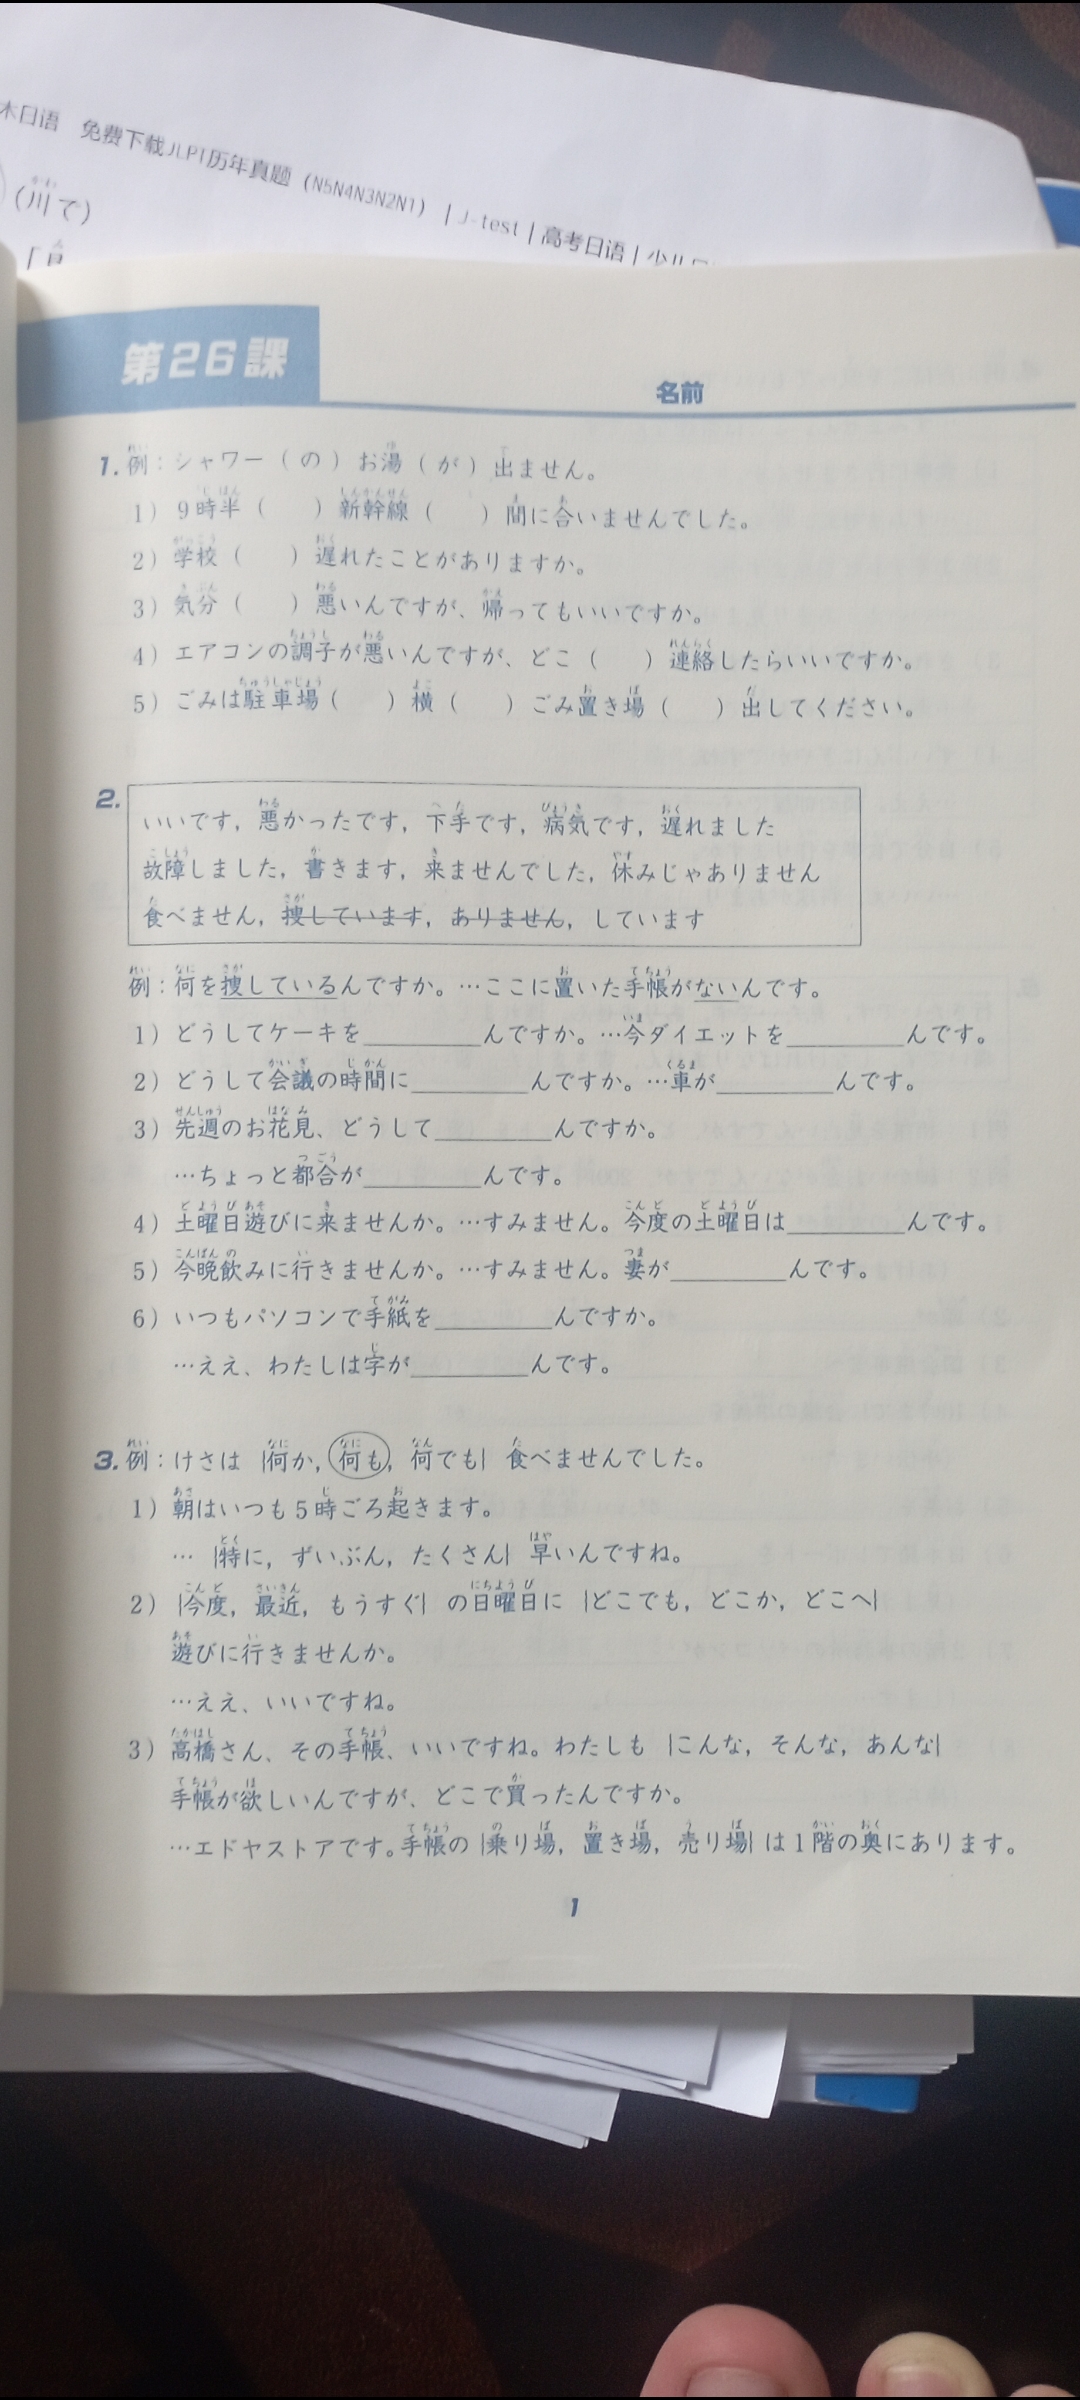 木日语 免费下载JLPT历年真题（N5N4N3N2N1）｜J-test｜高考日语｜少儿
（川で）
第26課
名前
1. 例：シャワー（の）お湯（が）出ません。
1）9時半（　　）新幹線（　　）間に合いませんでした。
2）学校（　　）遅れたことがありますか。
3）気分（　　）悪いんですが、帰ってもいいですか。
4）エアコンの調子が悪いんですが、どこ（　　）連絡したらいいですか。
5）ごみは駐車場（　　）横（　　）ごみ置き場（　　）出してください。
2.
いいです，悪かったです，下手です，病気です，遅れました
故障しました，書きます，来ませんでした，休みじゃありません
食べません，捜しています，ありません，しています
例：何を捜しているんですか。…ここに置いた手帳がないんです。
1）どうしてケーキを＿＿＿＿＿んですか。…今ダイエットを＿＿＿＿＿んです。
2）どうして会議の時間に＿＿＿＿＿んですか。…車が＿＿＿＿＿んです。
3）先週のお花見、どうして＿＿＿＿＿んですか。
…ちょっと都合が＿＿＿＿＿んです。
4）土曜日遊びに来ませんか。…すみません。今度の土曜日は＿＿＿＿＿んです。
5）今晩飲みに行きませんか。…すみません。妻が＿＿＿＿＿んです。
6）いつもパソコンで手紙を＿＿＿＿＿んですか。
…ええ、わたしは字が＿＿＿＿＿んです。
3. 例：けさは｛何か，何も，何でも｝食べませんでした。
1）朝はいつも5時ごろ起きます。
…｛特に，ずいぶん，たくさん｝早いんですね。
2）｛今度，最近，もうすぐ｝の日曜日に｛どこでも，どこか，どこへ｝
遊びに行きませんか。
…ええ、いいですね。
3）高橋さん、その手帳、いいですね。わたしも｛こんな，そんな，あんな｝
手帳が欲しいんですが、どこで買ったんですか。
…エドヤストアです。手帳の｛乗り場，置き場，売り場｝は1階の奥にあります。
1